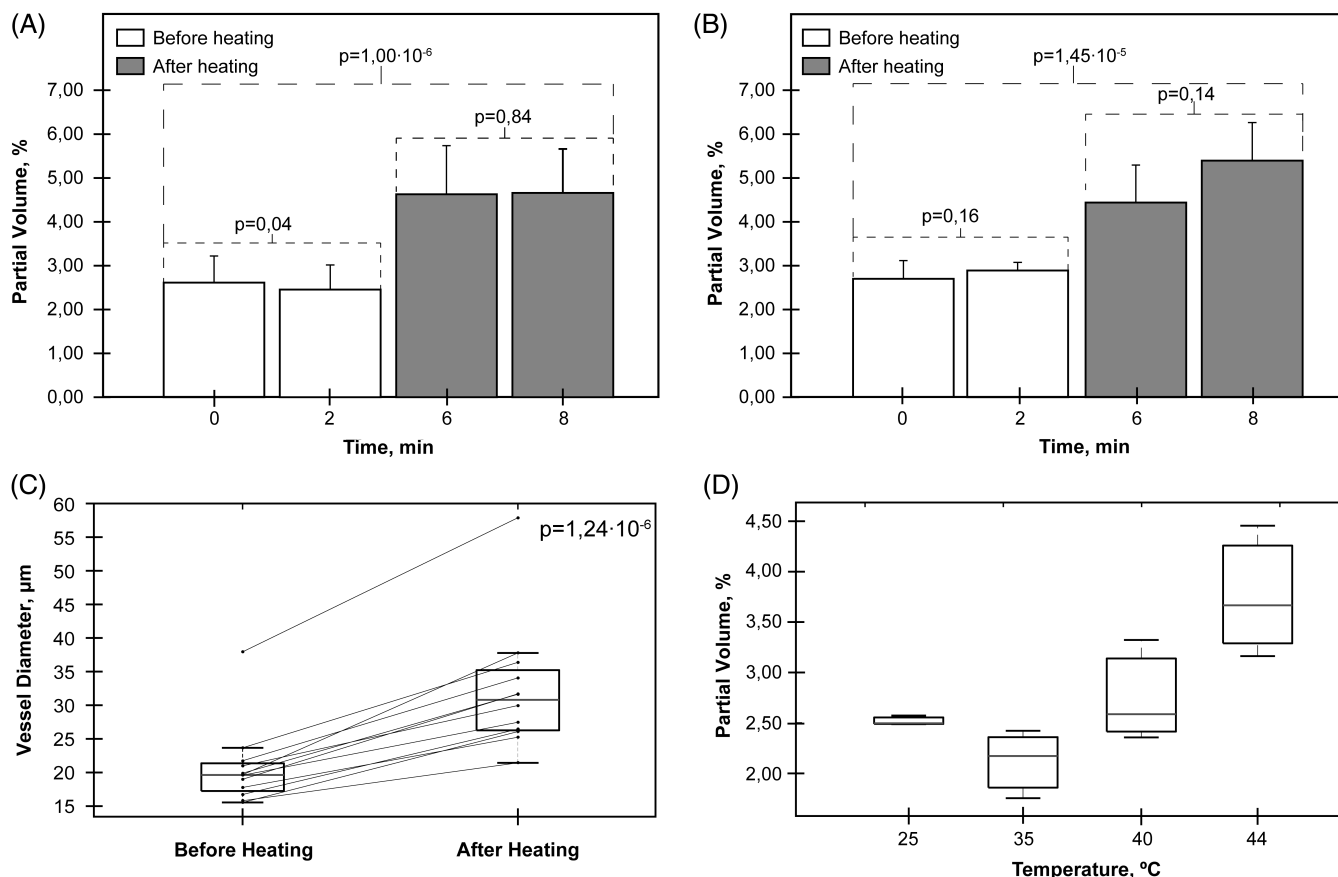 (A)
Before heating
After heating
p=1,00·10-6
p=0,84
p=0,04
7,00
6,00
5,00
4,00
3,00
2,00
1,00
0,00
Partial Volume, %
0 2 6 8
Time, min
(B)
Before heating
After heating
p=1,45·10-5
p=0,14
p=0,16
7,00
6,00
5,00
4,00
3,00
2,00
1,00
0,00
Partial Volume, %
0 2 6 8
Time, min
(C)
60
55
50
45
40
35
30
25
20
15
Vessel Diameter, µm
p=1,24·10-6
Before Heating After Heating
(D)
4,50
4,00
3,50
3,00
2,50
2,00
Partial Volume, %
25 35 40 44
Temperature, ºC